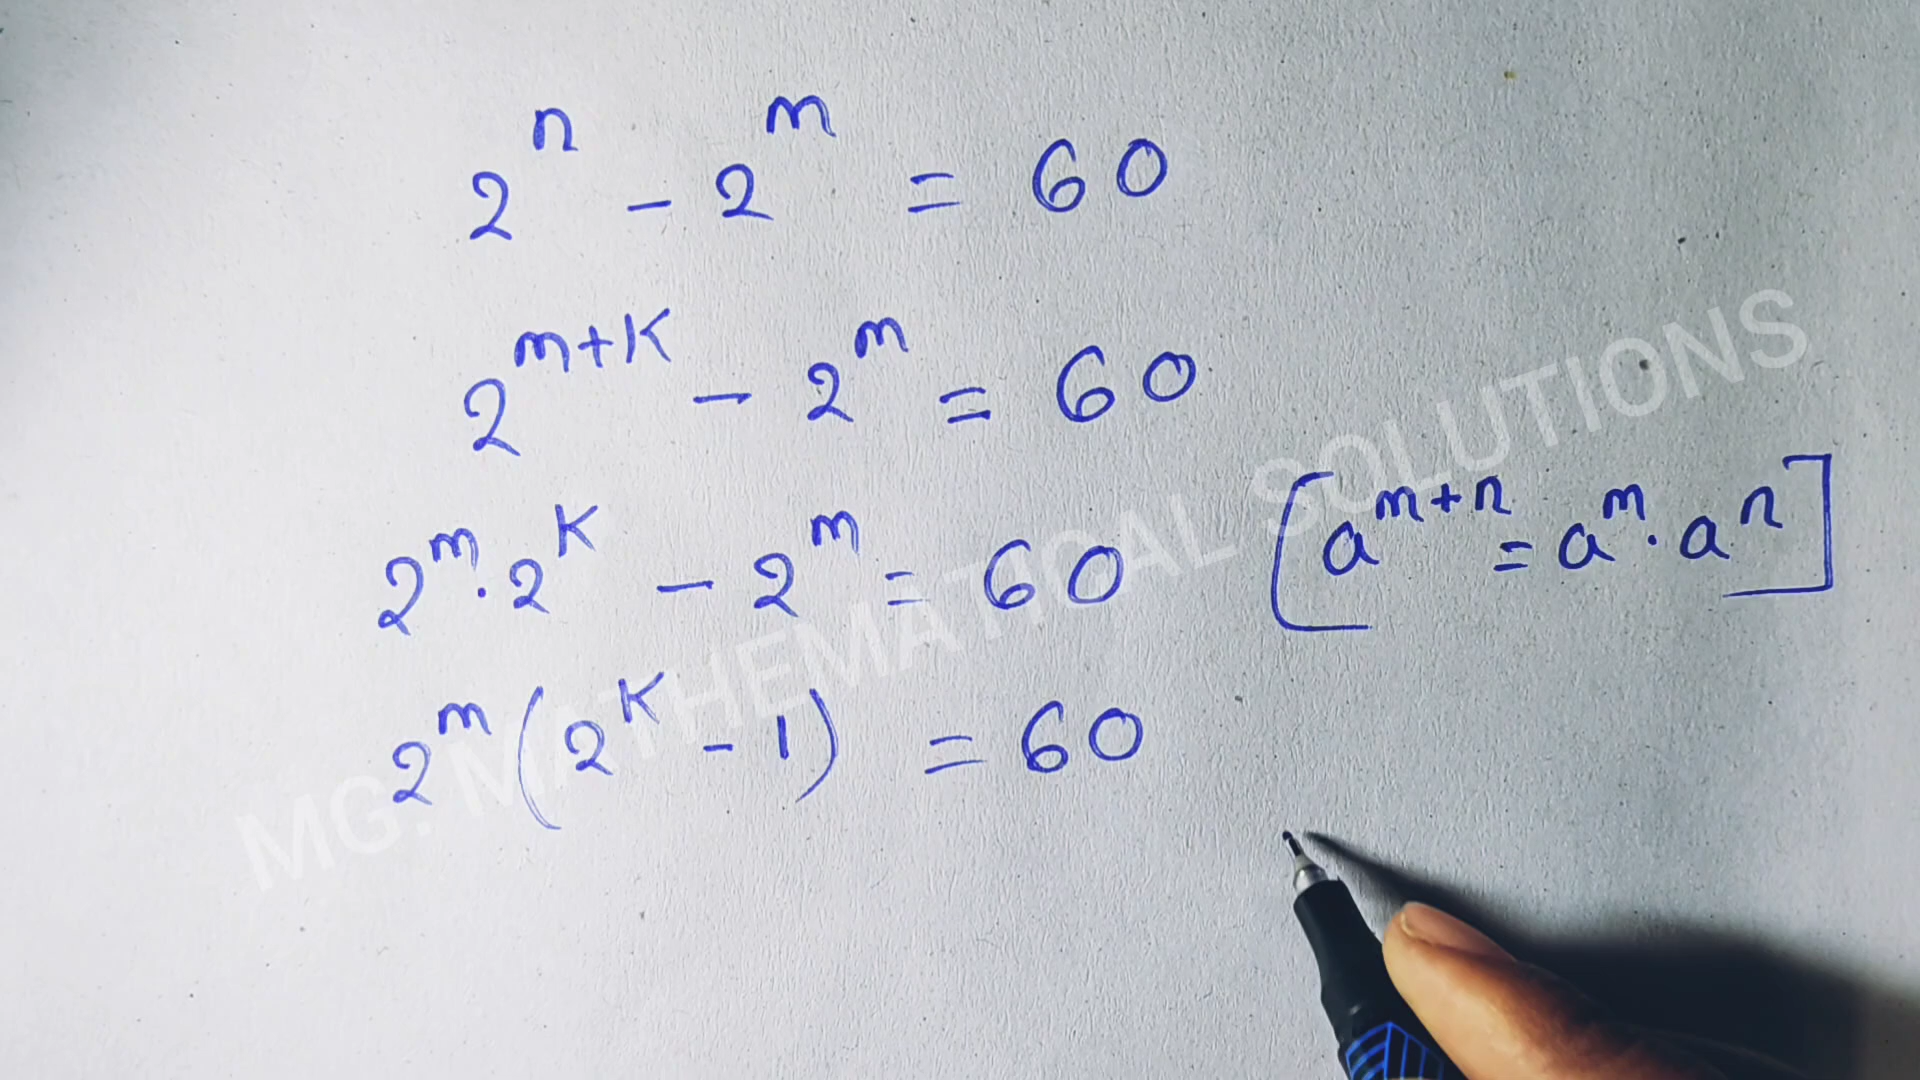 2^n - 2^m = 60
2^{m+K} - 2^m = 60
2^m · 2^K - 2^m = 60 [a^{m+n} = a^m · a^n]
2^m (2^K - 1) = 60
MG. MATHEMATICAL SOLUTIONS